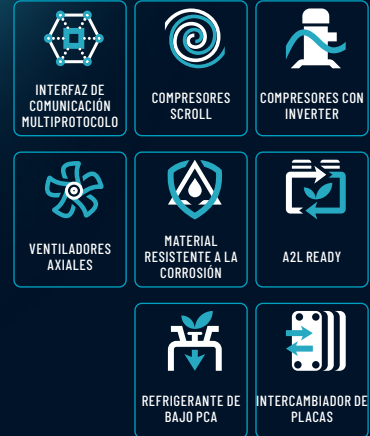 INTERFAZ DE
COMUNICACIÓN
MULTIPROTOCOLO
COMPRESORES
SCROLL
COMPRESORES CON
INVERTER
VENTILADORES
AXIALES
MATERIAL
RESISTENTE A LA
CORROSIÓN
A2L READY
REFRIGERANTE DE
BAJO PCA
INTERCAMBIADOR DE
PLACAS